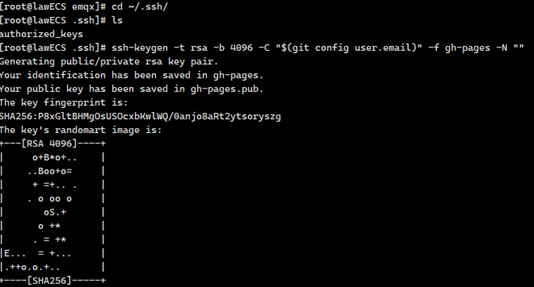 [root@lawECS emqx]# cd ~/.ssh/
[root@lawECS .ssh]# ls
authorized_keys
[root@lawECS .ssh]# ssh-keygen -t rsa -b 4096 -C "$(git config user.email)" -f gh-pages -N ""
Generating public/private rsa key pair.
Your identification has been saved in gh-pages.
Your public key has been saved in gh-pages.pub.
The key fingerprint is:
SHA256:P8xGltBHMgOsUSOcxbKwlWQ/0anjo8aRt2ytsoryszg
The key's randomart image is:
+---[RSA 4096]----+
|     o+B*o+..    |
|    ..Boo+o=     |
|     + =+.. .    |
|    . o oo o     |
|       oS.+      |
|      o +*       |
|     . = +*      |
|E...  = +...     |
|.++o.o.+..       |
+----[SHA256]-----+